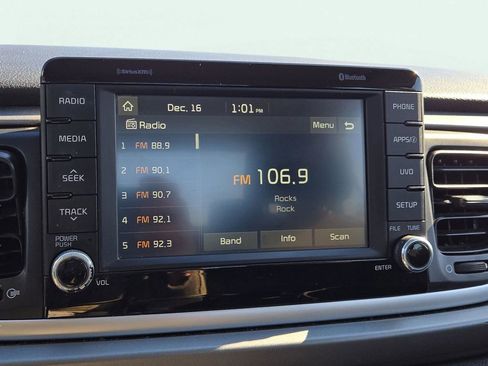 SiriusXM
Bluetooth
RADIO
MEDIA
SEEK
TRACK
POWER
PUSH
VOL
Dec. 16
1:01 PM
Radio
Menu
1 FM 88.9
2 FM 90.1
3 FM 90.7
4 FM 92.1
5 FM 92.3
FM 106.9
Rocks
Rock
Band
Info
Scan
PHONE
APPS/
UVO
SETUP
FILE TUNE
ENTER